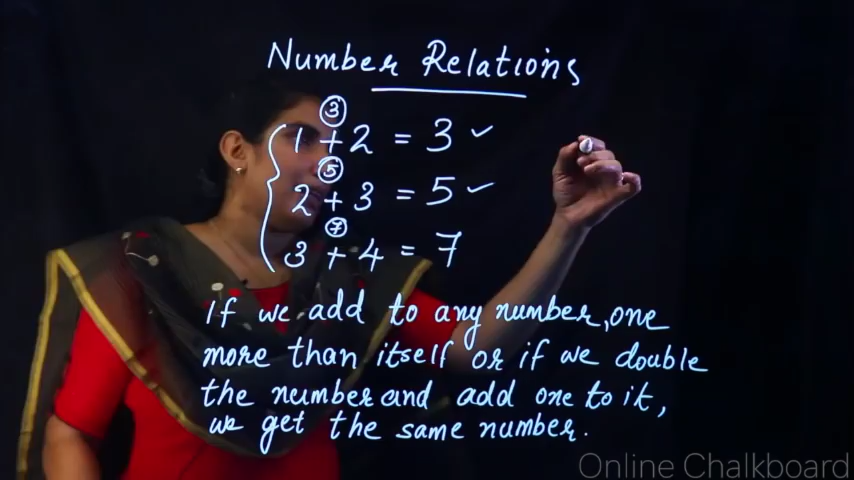 Number Relations
③
1 + 2 = 3 ✓
⑤
2 + 3 = 5 ✓
⑦
3 + 4 = 7
If we add to any number, one
more than itself or if we double
the number and add one to it,
we get the same number.
Online Chalkboard